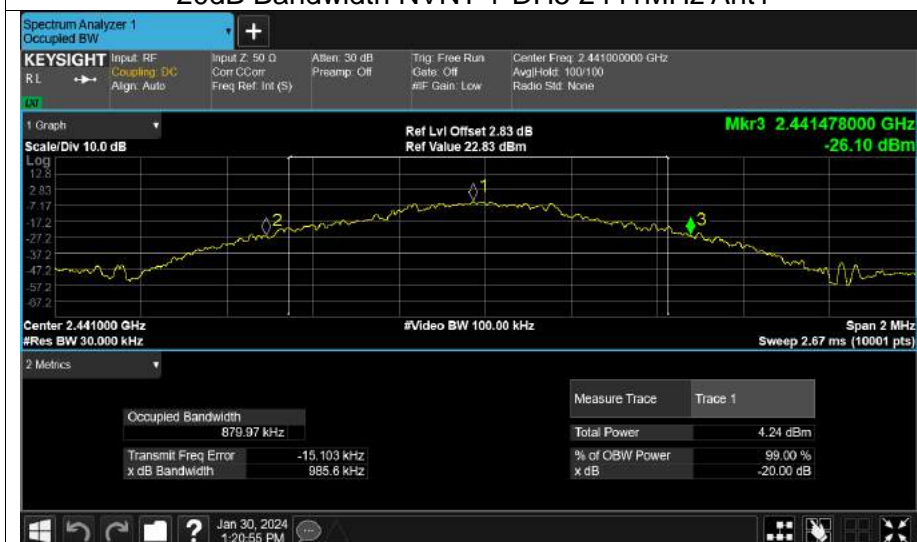 20dB Bandwidth NVNT 1-DH5 2441MHz Ant1
Spectrum Analyzer 1
Occupied BW
+
KEYSIGHT
RL
Input: RF
Coupling: DC
Align: Auto
Input Z: 50 Ω
Corr CCorr
Freq Ref: Int (S)
Atten: 30 dB
Preamp: Off
Trig: Free Run
Gate: Off
#IF Gain: Low
Center Freq: 2.441000000 GHz
Avg|Hold: 100/100
Radio Std: None
1 Graph
Scale/Div 10.0 dB
Ref Lvl Offset 2.83 dB
Ref Value 22.83 dBm
Mkr3 2.441478000 GHz
-26.10 dBm
Log
12.8
2.83
-7.17
-17.2
-27.2
-37.2
-47.2
-57.2
-67.2
1
2
3
Center 2.441000 GHz
#Video BW 100.00 kHz
Span 2 MHz
#Res BW 30.000 kHz
Sweep 2.67 ms (10001 pts)
2 Metrics
Measure Trace Trace 1
Occupied Bandwidth
879.97 kHz
Total Power 4.24 dBm
Transmit Freq Error -15.103 kHz
% of OBW Power 99.00 %
x dB Bandwidth 985.6 kHz
x dB -20.00 dB
?
Jan 30, 2024
1:20:55 PM